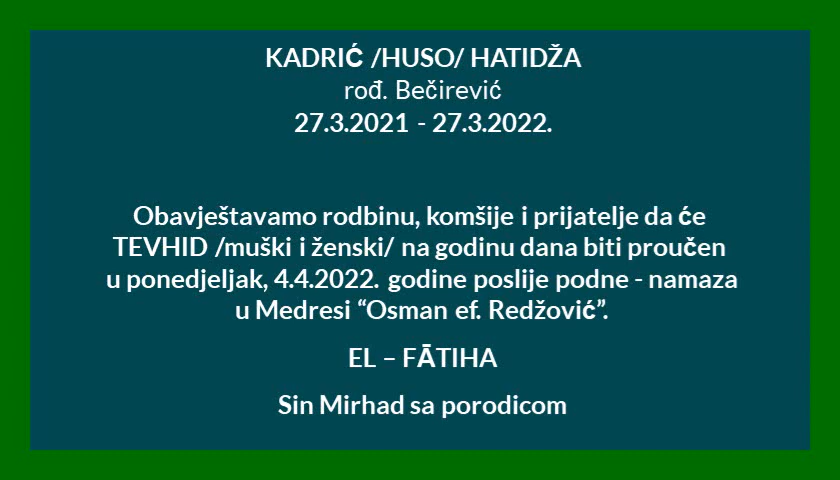 KADRIĆ /HUSO/ HATIDŽA
rođ. Bečirević
27.3.2021 - 27.3.2022.
Obavještavamo rodbinu, komšije i prijatelje da će
TEVHID /muški i ženski/ na godinu dana biti proučen
u ponedjeljak, 4.4.2022. godine poslije podne - namaza
u Medresi “Osman ef. Redžović”.
EL – FĀTIHA
Sin Mirhad sa porodicom